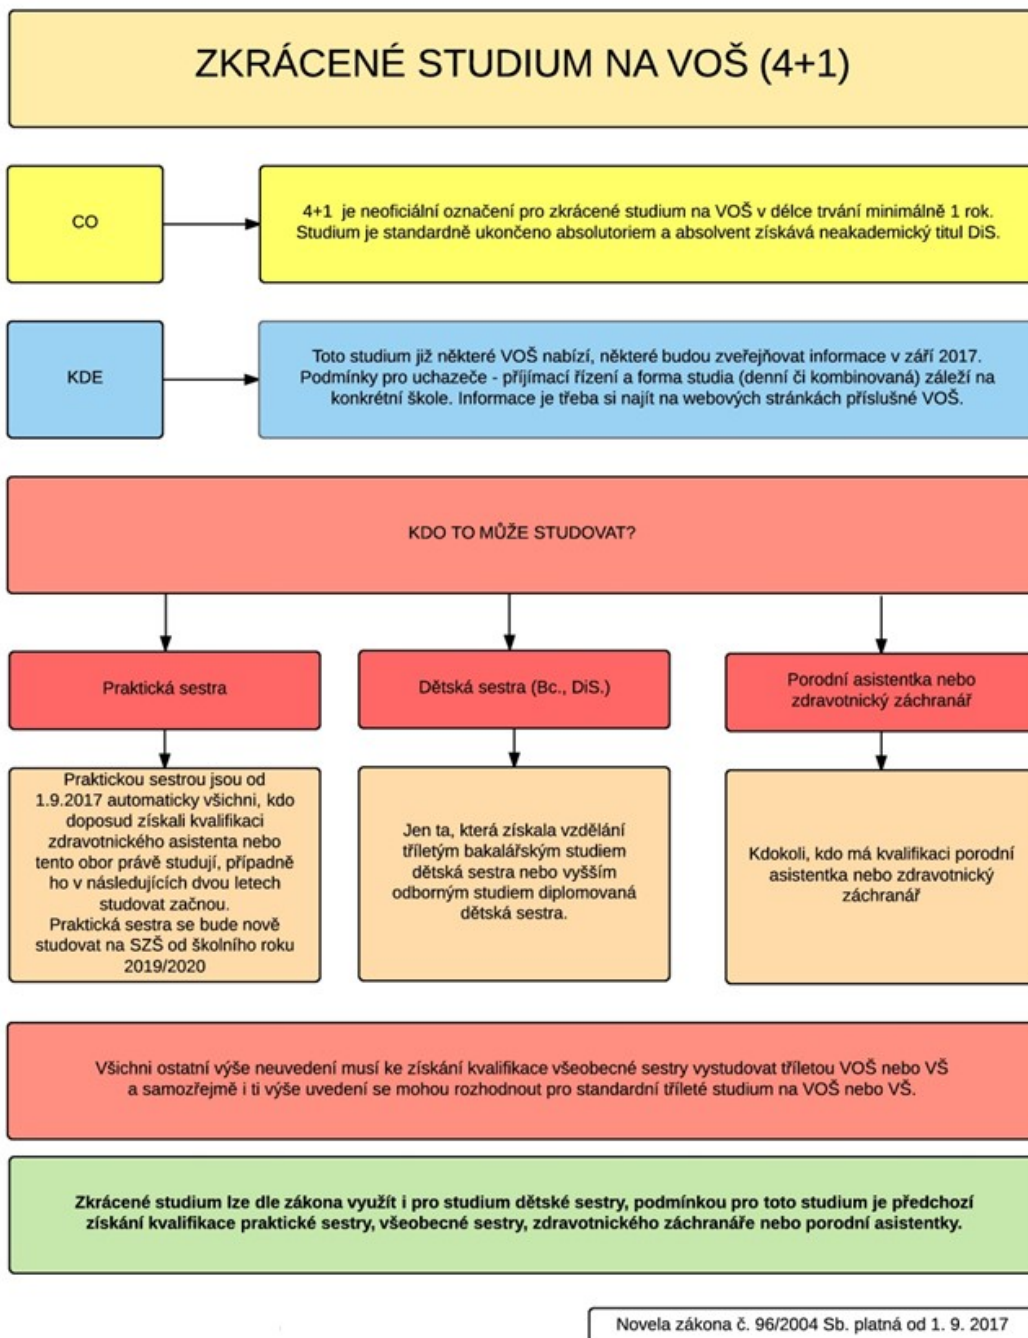 ZKRÁCENÉ STUDIUM NA VOŠ (4+1)
CO
4+1 je neoficiální označení pro zkrácené studium na VOŠ v délce trvání minimálně 1 rok.
Studium je standardně ukončeno absolutoriem a absolvent získává neakademický titul DiS.
KDE
Toto studium již některé VOŠ nabízí, některé budou zveřejňovat informace v září 2017.
Podmínky pro uchazeče - příjímací řízení a forma studia (denní či kombinovaná) záleží na
konkrétní škole. Informace je třeba si najít na webových stránkách příslušné VOŠ.
KDO TO MŮŽE STUDOVAT?
Praktická sestra
Praktickou sestrou jsou od
1.9.2017 automaticky všichni, kdo
doposud získali kvalifikaci
zdravotnického asistenta nebo
tento obor právě studují, případně
ho v následujících dvou letech
studovat začnou.
Praktická sestra se bude nově
studovat na SZŠ od školního roku
2019/2020
Dětská sestra (Bc., DiS.)
Jen ta, která získala vzdělání
tříletým bakalářským studiem
dětská sestra nebo vyšším
odborným studiem diplomovaná
dětská sestra.
Porodní asistentka nebo
zdravotnický záchranář
Kdokoli, kdo má kvalifikaci porodní
asistentka nebo zdravotnický
záchranář
Všichni ostatní výše neuvedení musí ke získání kvalifikace všeobecné sestry vystudovat tříletou VOŠ nebo VŠ
a samozřejmě i ti výše uvedení se mohou rozhodnout pro standardní tříleté studium na VOŠ nebo VŠ.
Zkrácené studium lze dle zákona využít i pro studium dětské sestry, podmínkou pro toto studium je předchozí
získání kvalifikace praktické sestry, všeobecné sestry, zdravotnického záchranáře nebo porodní asistentky.
Novela zákona č. 96/2004 Sb. platná od 1. 9. 2017